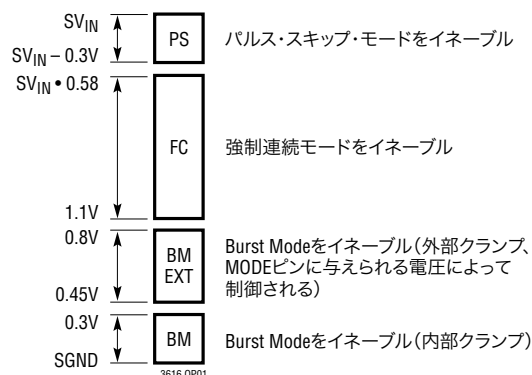 SVIN
PS
パルス・スキップ・モードをイネーブル
SVIN – 0.3V
SVIN • 0.58
FC
強制連続モードをイネーブル
1.1V
0.8V
BM
EXT
Burst Modeをイネーブル（外部クランプ、
MODEピンに与えられる電圧によって
制御される）
0.45V
0.3V
BM
Burst Modeをイネーブル（内部クランプ）
SGND
3616 OP01